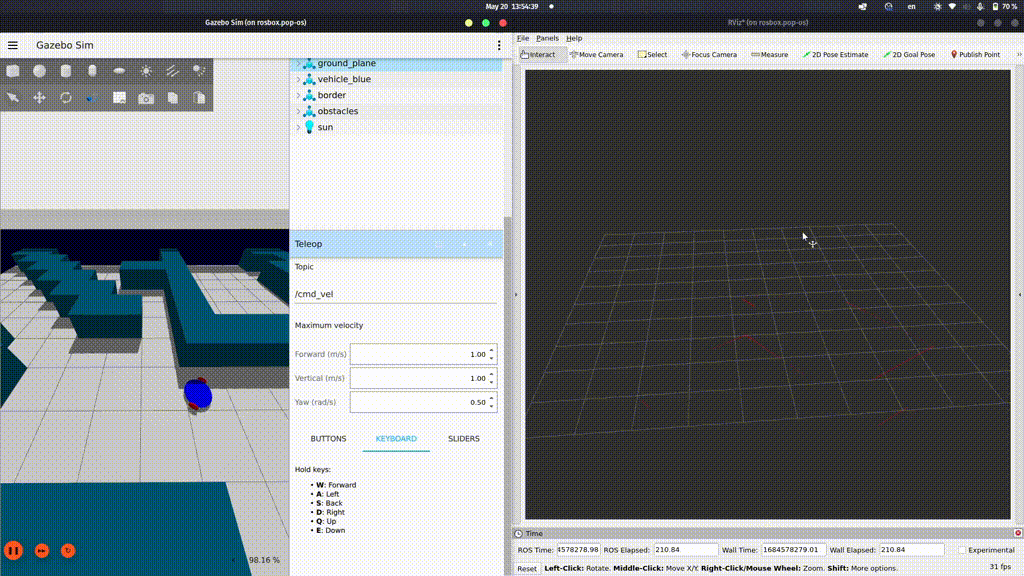 May 20 13:54:39
en
70 %
Gazebo Sim (on rosbox.pop-os)
RViz* (on rosbox.pop-os)
Gazebo Sim
ground_plane
vehicle_blue
border
obstacles
sun
Teleop
Topic
/cmd_vel
Maximum velocity
Forward (m/s) 1.00
Vertical (m/s) 1.00
Yaw (rad/s) 0.50
BUTTONS KEYBOARD SLIDERS
Hold keys:
• W: Forward
• A: Left
• S: Back
• D: Right
• Q: Up
• E: Down
98.16 %
File Panels Help
Interact Move Camera Select Focus Camera Measure 2D Pose Estimate 2D Goal Pose Publish Point
Time
ROS Time: 4578278.98 ROS Elapsed: 210.84 Wall Time: 1684578279.01 Wall Elapsed: 210.84 Experimental
Reset Left-Click: Rotate. Middle-Click: Move X/Y. Right-Click/Mouse Wheel: Zoom. Shift: More options. 31 fps